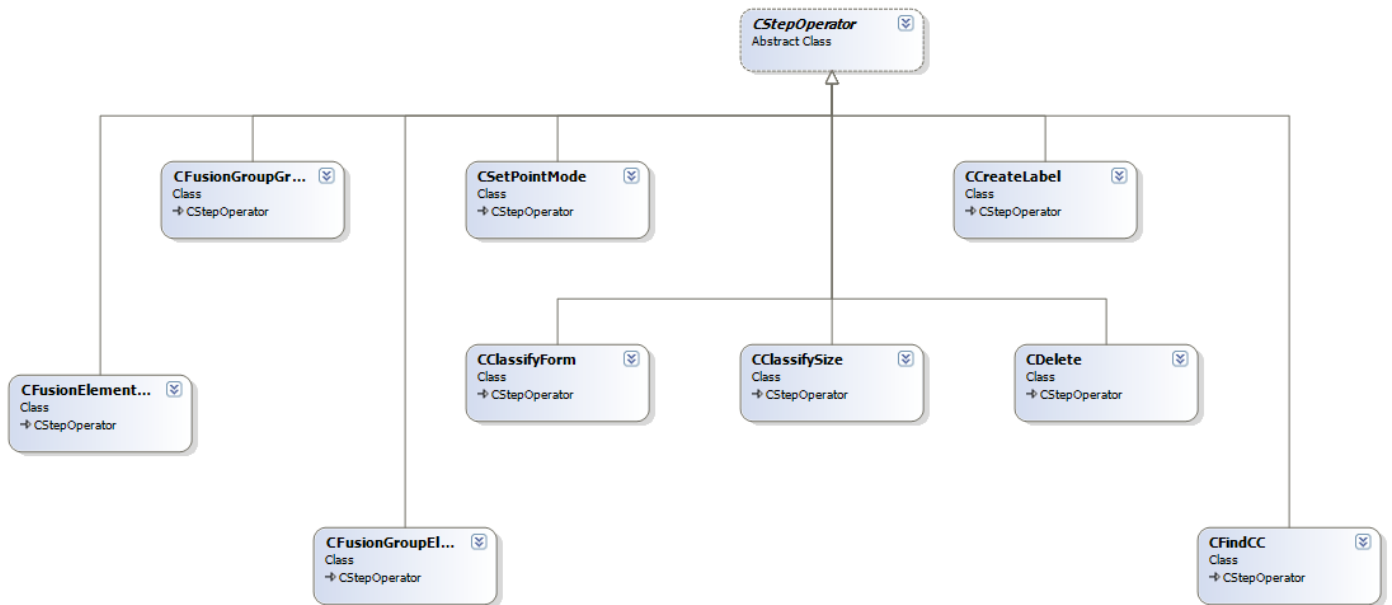 CStepOperator
Abstract Class
CFusionGroupGr...
Class
CStepOperator
CSetPointMode
Class
CStepOperator
CCreateLabel
Class
CStepOperator
CClassifyForm
Class
CStepOperator
CClassifySize
Class
CStepOperator
CDelete
Class
CStepOperator
CFusionElement...
Class
CStepOperator
CFusionGroupEl...
Class
CStepOperator
CFindCC
Class
CStepOperator